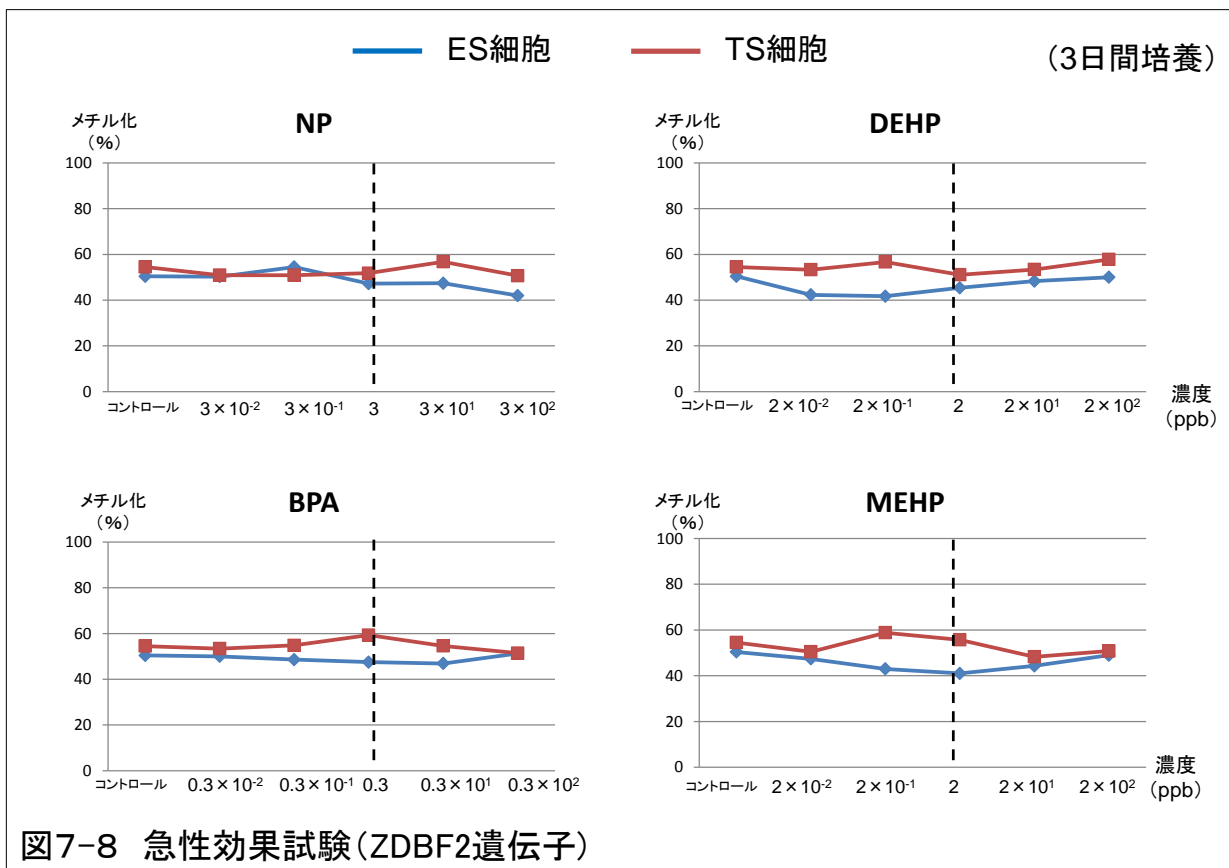 ES細胞 TS細胞 (3日間培養)
メチル化
(%)
NP
100
80
60
40
20
0
コントロール 3×10⁻² 3×10⁻¹ 3 3×10¹ 3×10²
メチル化
(%)
DEHP
100
80
60
40
20
0
コントロール 2×10⁻² 2×10⁻¹ 2 2×10¹ 2×10²
濃度
(ppb)
メチル化
(%)
BPA
100
80
60
40
20
0
コントロール 0.3×10⁻² 0.3×10⁻¹ 0.3 0.3×10¹ 0.3×10²
メチル化
(%)
MEHP
100
80
60
40
20
0
コントロール 2×10⁻² 2×10⁻¹ 2 2×10¹ 2×10²
濃度
(ppb)
図7-8 急性効果試験(ZDBF2遺伝子)